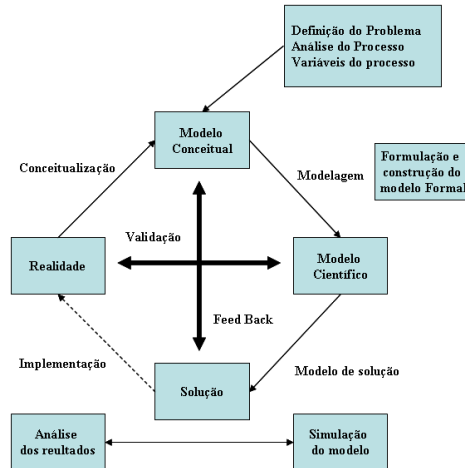 Definição do Problema
Análise do Processo
Variáveis do processo
Modelo
Conceitual
Conceitualização
Modelagem
Formulação e
construção do
modelo Formal
Validação
Realidade
Modelo
Científico
Feed Back
Implementação
Modelo de solução
Solução
Análise
dos reultados
Simulação
do modelo